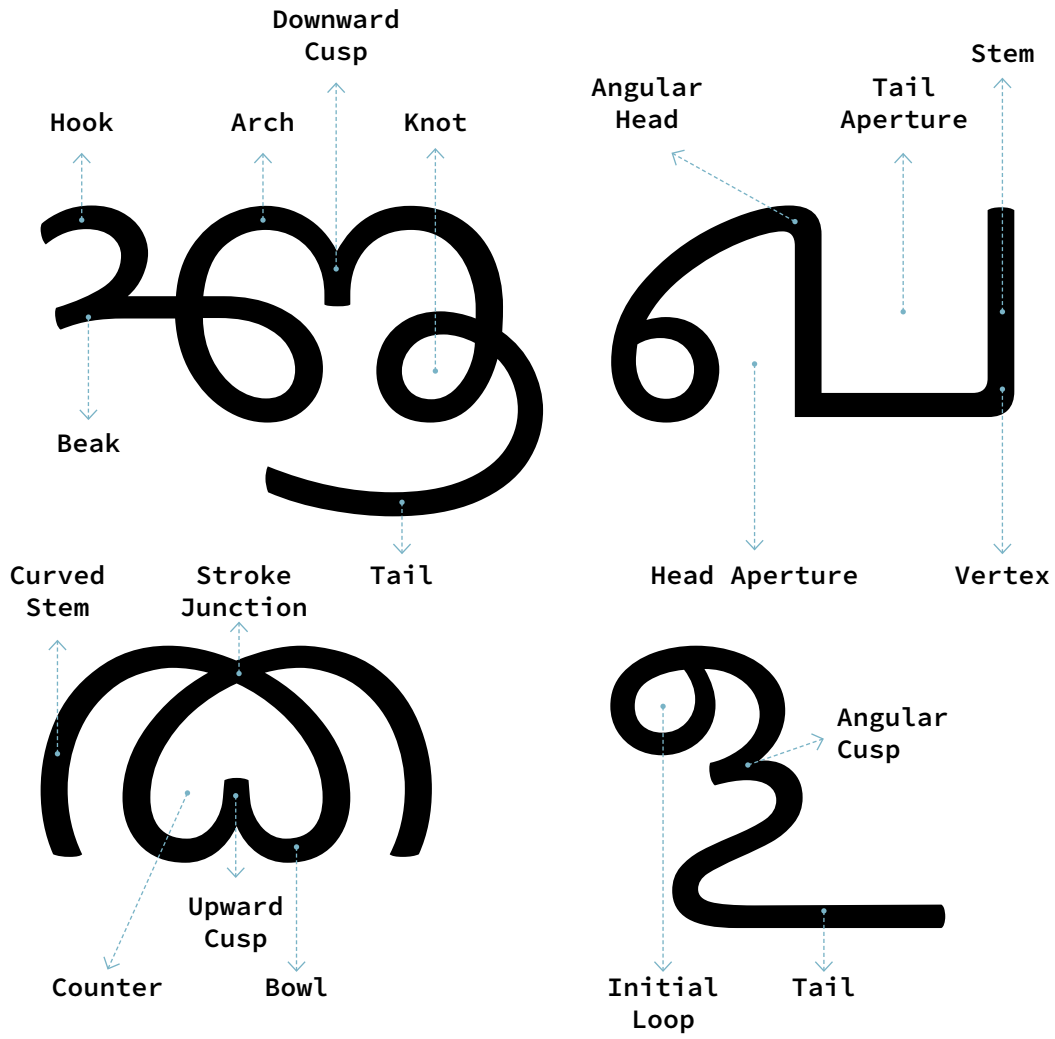 Downward
Cusp
Hook
Arch
Knot
ആ
Beak
Tail
Angular
Head
Tail
Aperture
Stem
പ
Head Aperture
Vertex
Curved
Stem
Stroke
Junction
ത
Upward
Cusp
Counter
Bowl
ഉ
Angular
Cusp
Initial
Loop
Tail